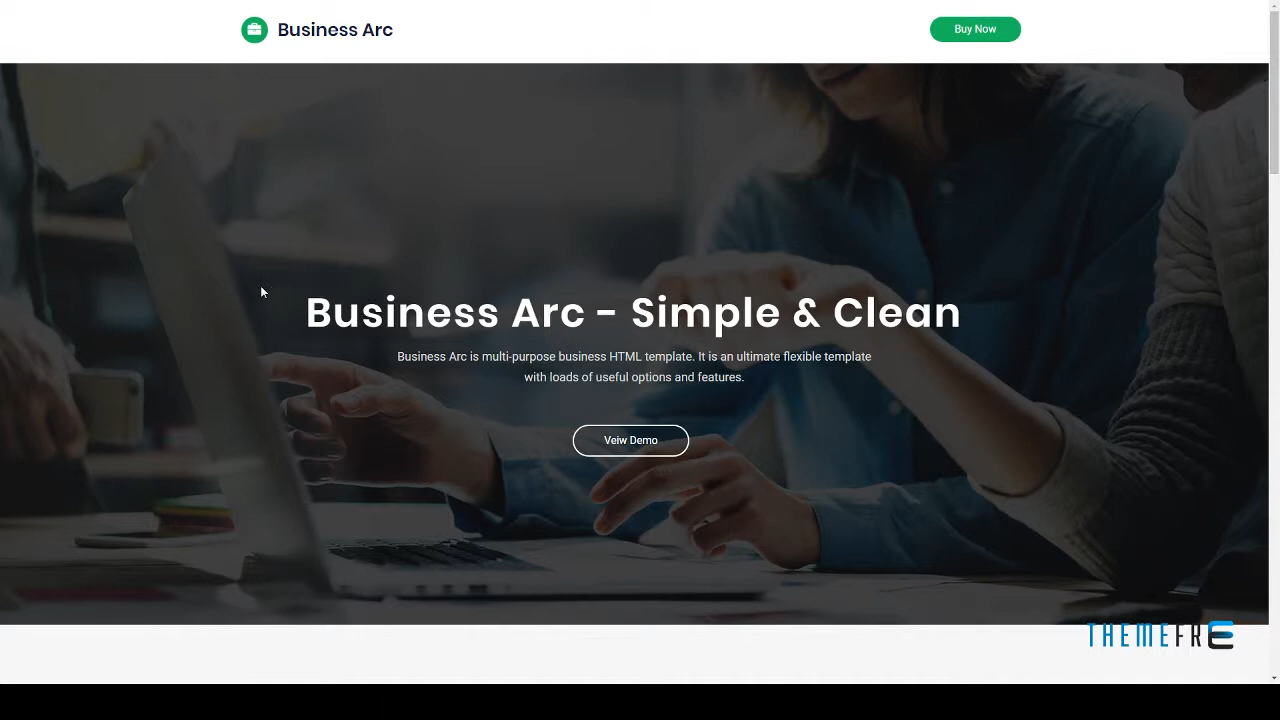 Business Arc
Buy Now
Business Arc - Simple & Clean
Business Arc is multi-purpose business HTML template. It is an ultimate flexible template
with loads of useful options and features.
Veiw Demo
THEMEFRE